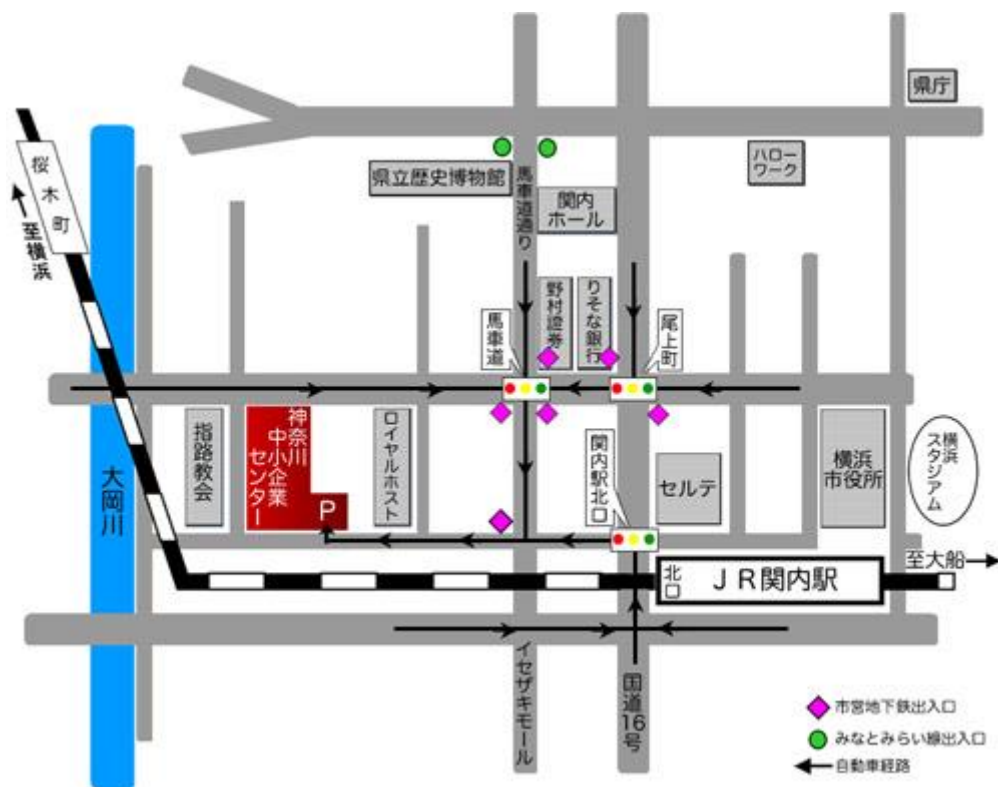 県庁
ハロー
ワーク
県立歴史博物館
馬車道通り
関内
ホール
桜木町
至横浜
馬車道
野村證券
りそな銀行
尾上町
大岡川
指路教会
神奈川
中小企業
センター
P
ロイヤルホスト
関内駅北口
セルテ
横浜
市役所
横浜
スタジアム
至大船
北口
JR関内駅
イセザキモール
国道16号
市営地下鉄出入口
みなとみらい線出入口
自動車経路